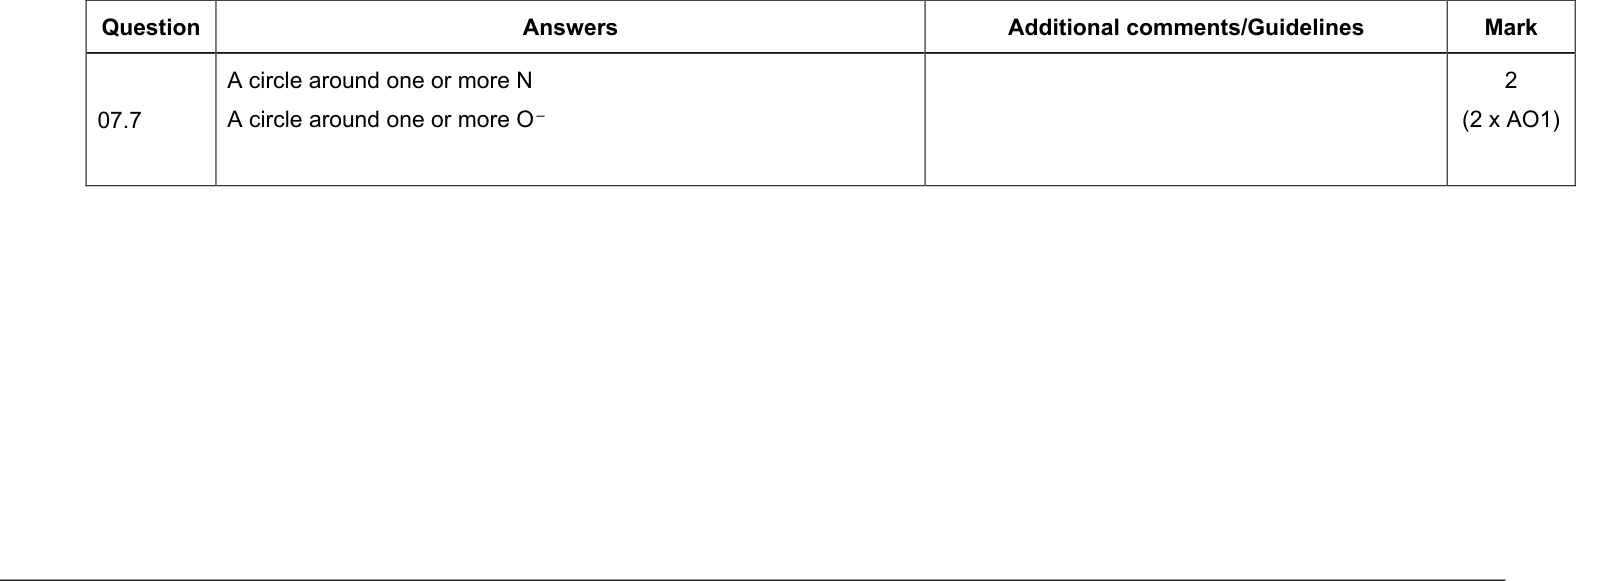 Question Answers Additional comments/Guidelines Mark
A circle around one or more N 2
07.7 A circle around one or more O⁻ (2 x AO1)